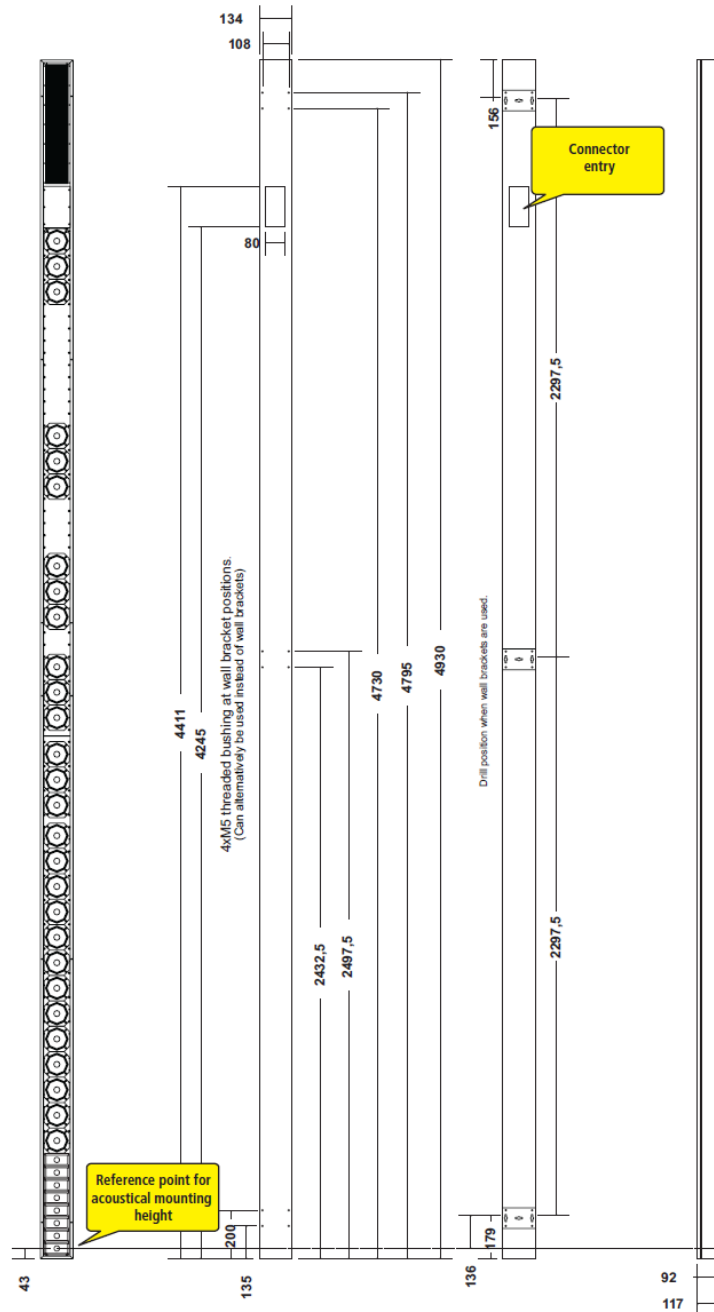 134
108
156
Connector
entry
80
2297,5
4xM5 threaded bushing at wall bracket positions.
(Can alternatively be used instead of wall brackets)
Drill position when wall brackets are used.
4411
4245
4730
4795
4930
2432,5
2497,5
2297,5
Reference point for
acoustical mounting
height
200
179
43
135
136
92
117